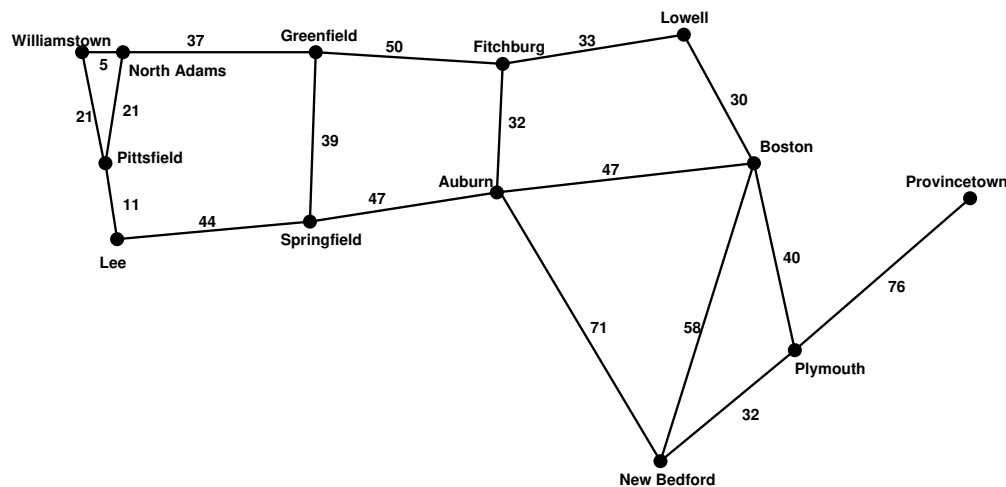 Lowell
Williamstown
37
Greenfield
50
Fitchburg
33
5
North Adams
21
21
30
32
39
Boston
Pittsfield
47
Auburn
Provincetown
11
47
44
Springfield
Lee
40
76
71
58
Plymouth
32
New Bedford